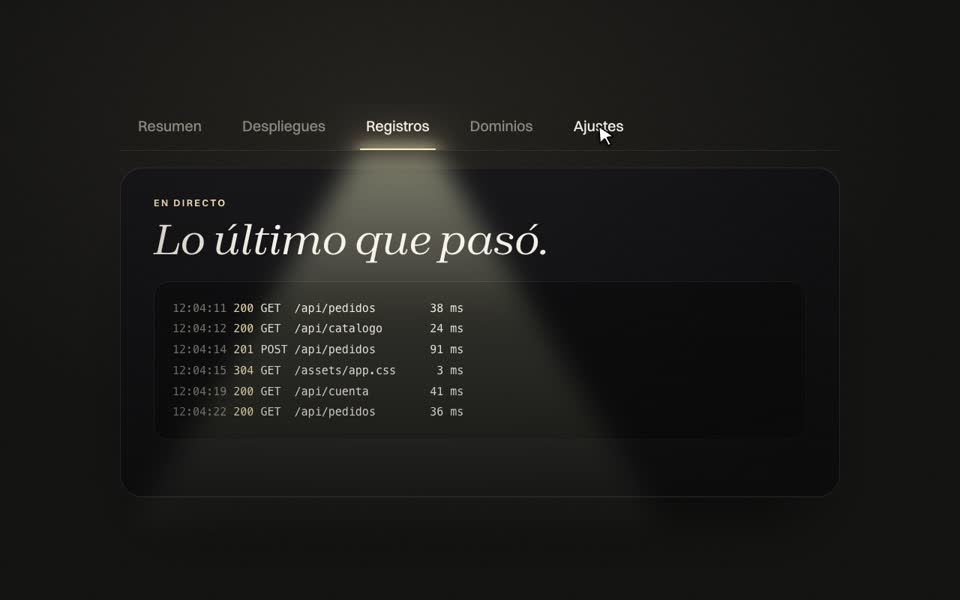 Resumen Despliegues Registros Dominios Ajustes
EN DIRECTO
Lo último que pasó.
12:04:11 200 GET /api/pedidos 38 ms
12:04:12 200 GET /api/catalogo 24 ms
12:04:14 201 POST /api/pedidos 91 ms
12:04:15 304 GET /assets/app.css 3 ms
12:04:19 200 GET /api/cuenta 41 ms
12:04:22 200 GET /api/pedidos 36 ms